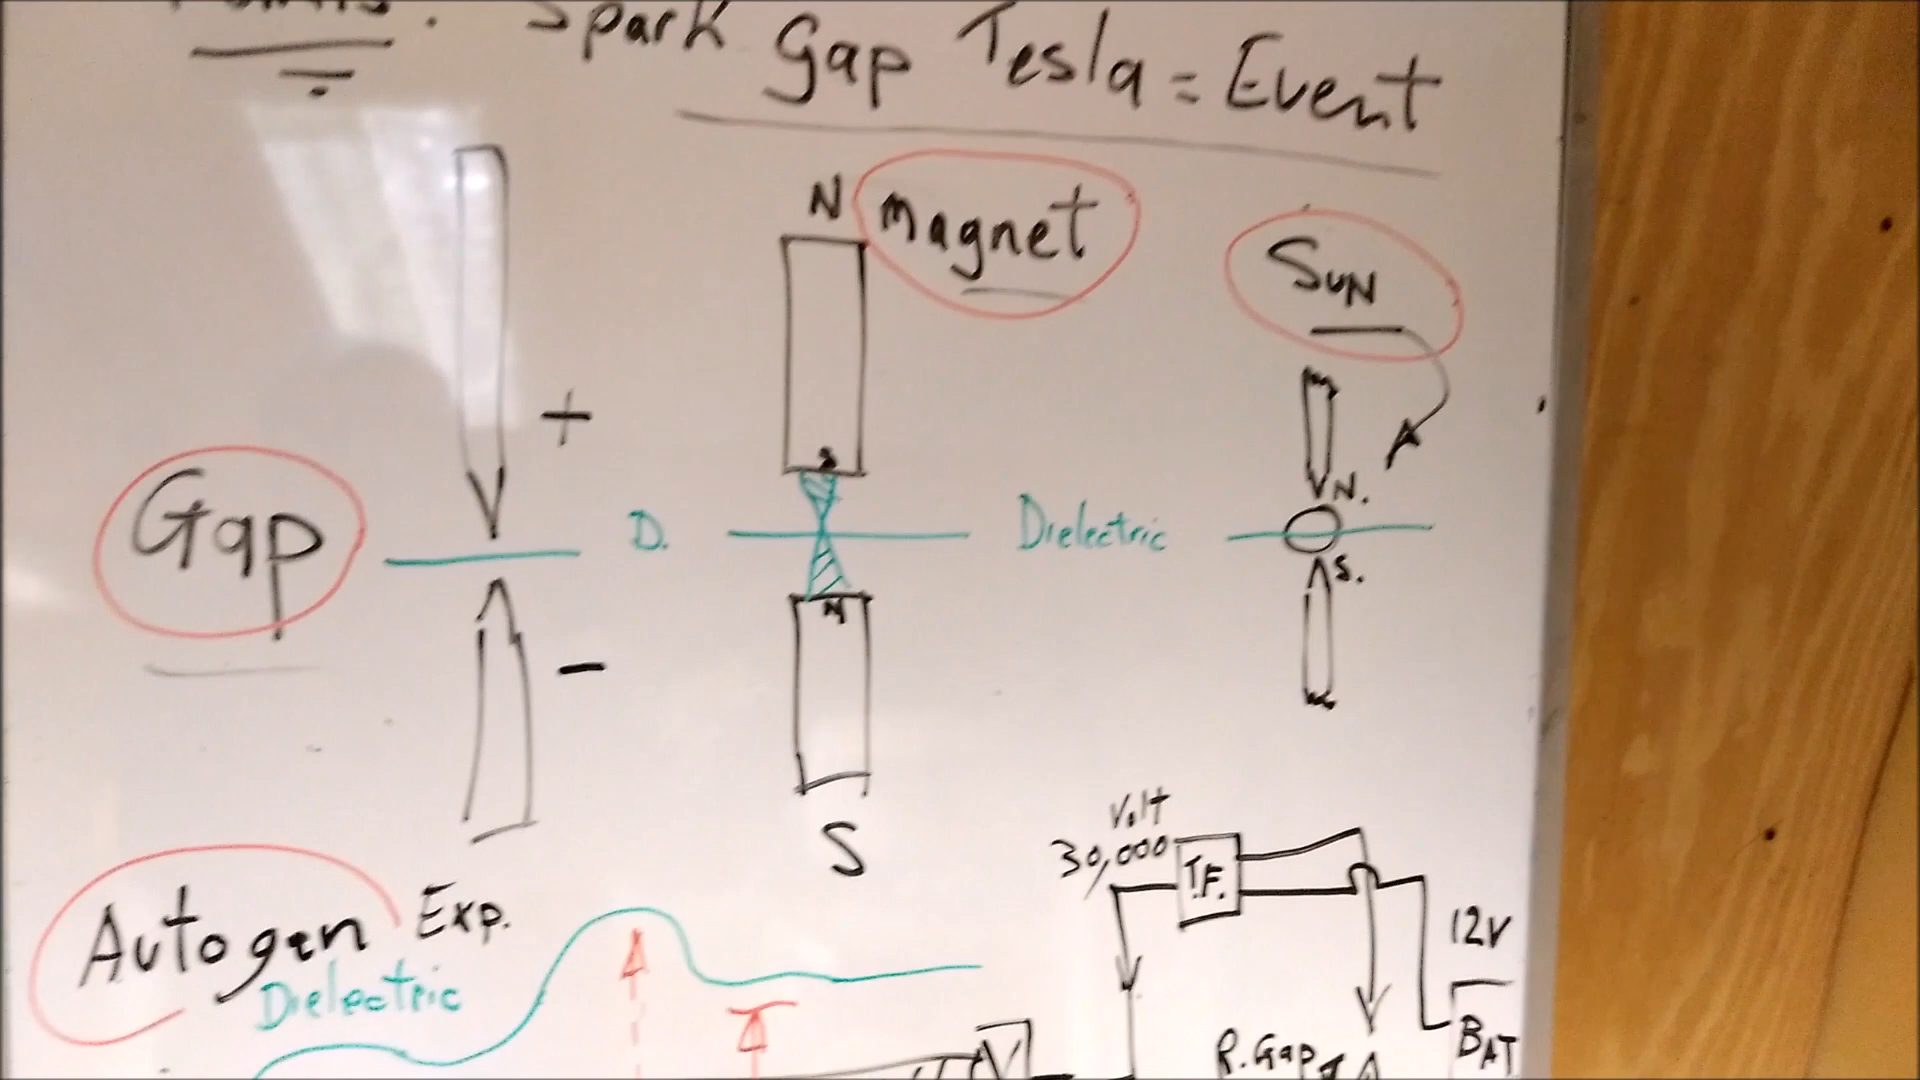 Spark Gap Tesla = Event
N magnet
Sun
+
Gap
S
N.
D.
Dielectric
S.
N
-
S
Volt
30,000
T.F.
Autogen Exp.
12V
Dielectric
R.Gap
BAT